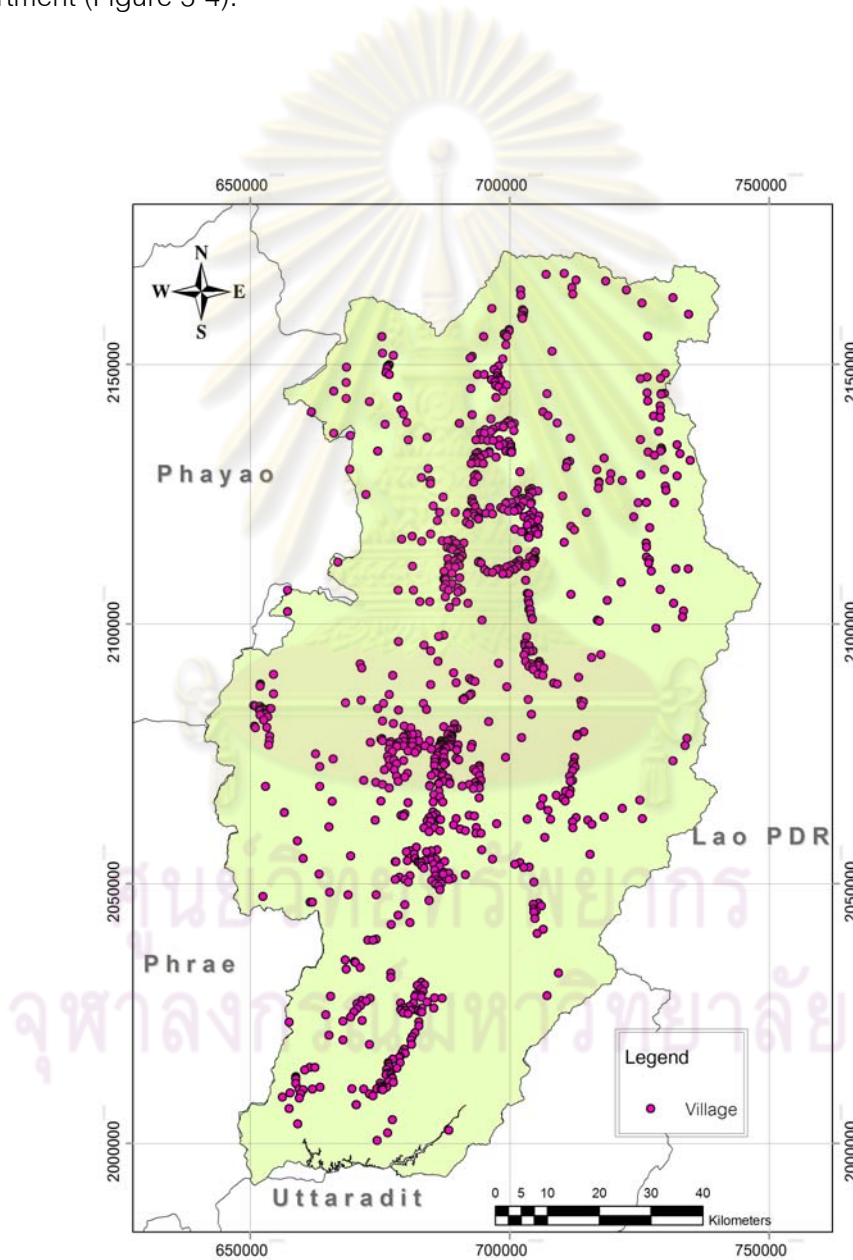 rtment (Figure 3-4).
650000 700000 750000
N
W E
S
2150000 2150000
Phayao
2100000 2100000
Lao PDR
2050000 2050000
ศูนย์วิทยทรัพยากร
Phrae
จุฬาลงกรณ์มหาวิทยาลัย
Legend
Village
2000000 2000000
Uttaradit
0 5 10 20 30 40
Kilometers
650000 700000 750000